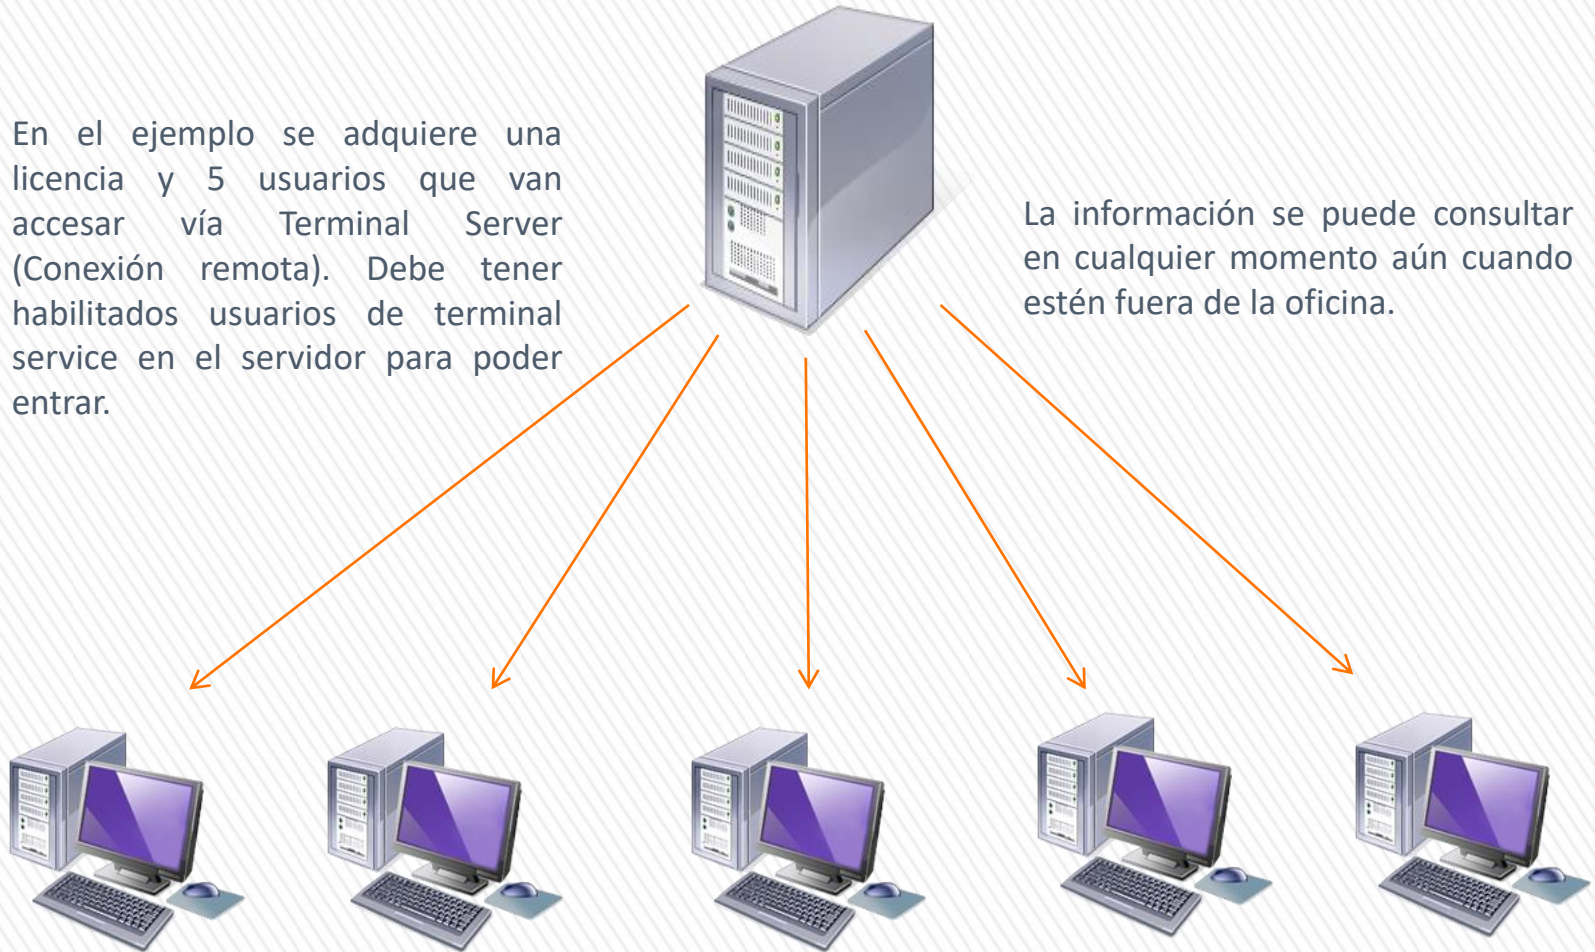 En el ejemplo se adquiere una
licencia y 5 usuarios que van
accesar vía Terminal Server
(Conexión remota). Debe tener
habilitados usuarios de terminal
service en el servidor para poder
entrar.
La información se puede consultar
en cualquier momento aún cuando
estén fuera de la oficina.